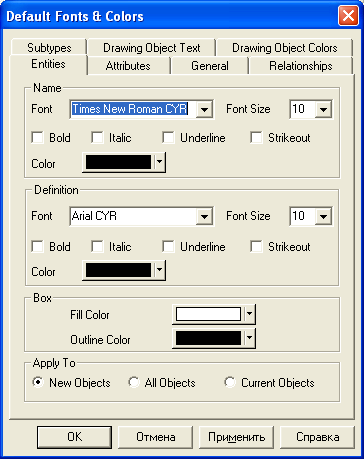 Default Fonts & Colors
Subtypes Drawing Object Text Drawing Object Colors
Entities Attributes General Relationships
Name
Font Times New Roman CYR Font Size 10
Bold Italic Underline Strikeout
Color
Definition
Font Arial CYR Font Size 10
Bold Italic Underline Strikeout
Color
Box
Fill Color
Outline Color
Apply To
New Objects All Objects Current Objects
OK Отмена Применить Справка